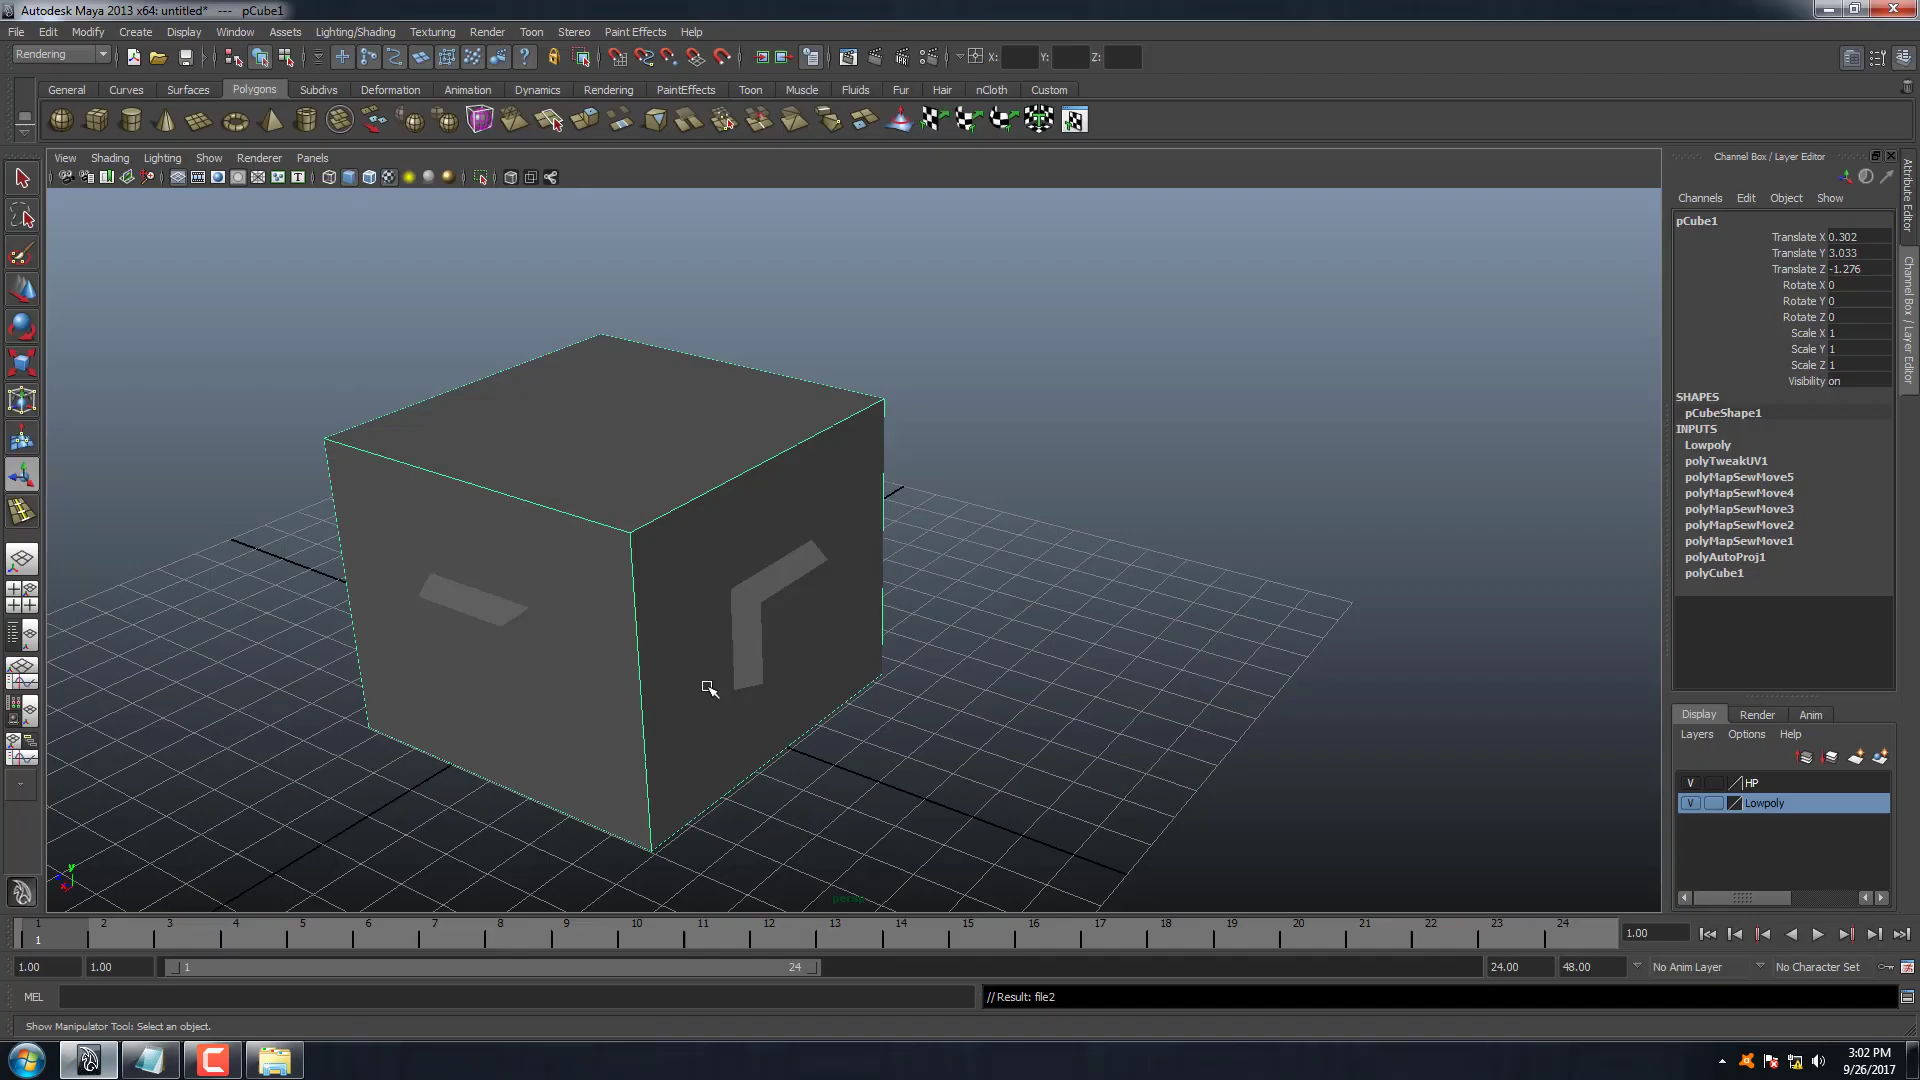 Autodesk Maya 2013 x64: untitled* --- pCube1
File Edit Modify Create Display Window Assets Lighting/Shading Texturing Render Toon Stereo Paint Effects Help
Rendering X: Y: Z:
General Curves Surfaces Polygons Subdivs Deformation Animation Dynamics Rendering PaintEffects Toon Muscle Fluids Fur Hair nCloth Custom
View Shading Lighting Show Renderer Panels
Channel Box / Layer Editor
Channels Edit Object Show
pCube1
Translate X 0.302
Translate Y 3.033
Translate Z -1.276
Rotate X 0
Rotate Y 0
Rotate Z 0
Scale X 1
Scale Y 1
Scale Z 1
Visibility on
SHAPES
pCubeShape1
INPUTS
Lowpoly
polyTweakUV1
polyMapSewMove5
polyMapSewMove4
polyMapSewMove3
polyMapSewMove2
polyMapSewMove1
polyAutoProj1
polyCube1
Attribute Editor
Channel Box / Layer Editor
Display Render Anim
Layers Options Help
V HP
V Lowpoly
y
x
persp
1 2 3 4 5 6 7 8 9 10 11 12 13 14 15 16 17 18 19 20 21 22 23 24
1
1.00
1.00 1.00 1 24 24.00 48.00 No Anim Layer No Character Set
MEL // Result: file2
Show Manipulator Tool: Select an object.
3:02 PM
9/26/2017